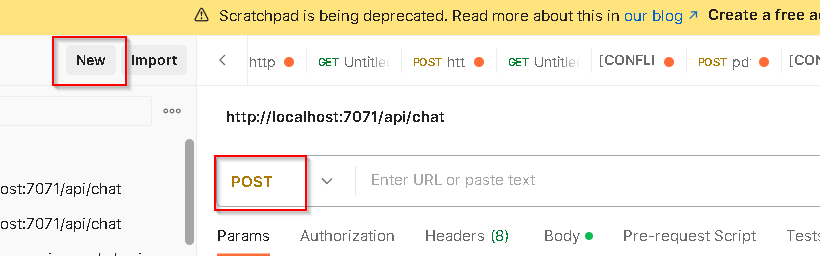 Scratchpad is being deprecated. Read more about this in our blog ↗ Create a free a
New Import
http GET Untitle POST htt GET Untitle [CONFLI POST pd [CON
http://localhost:7071/api/chat
POST Enter URL or paste text
ost:7071/api/chat
ost:7071/api/chat
Params Authorization Headers (8) Body Pre-request Script Tests